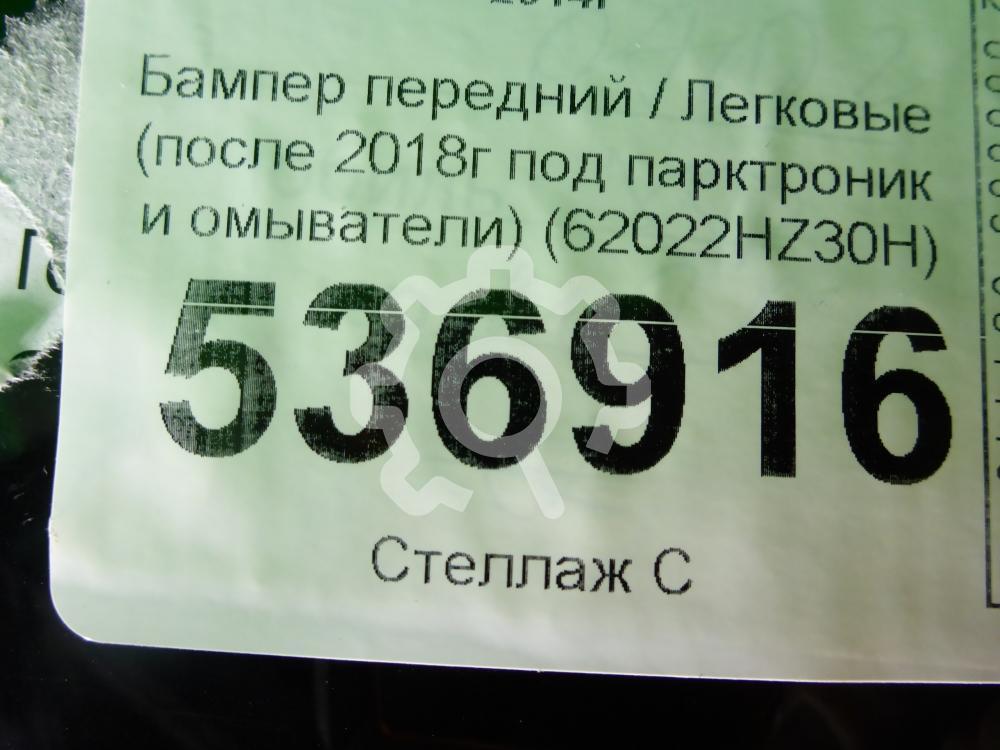 Бампер передний / Легковые
(после 2018г под парктроник
и омыватели) (62022HZ30H)
536916
Стеллаж С